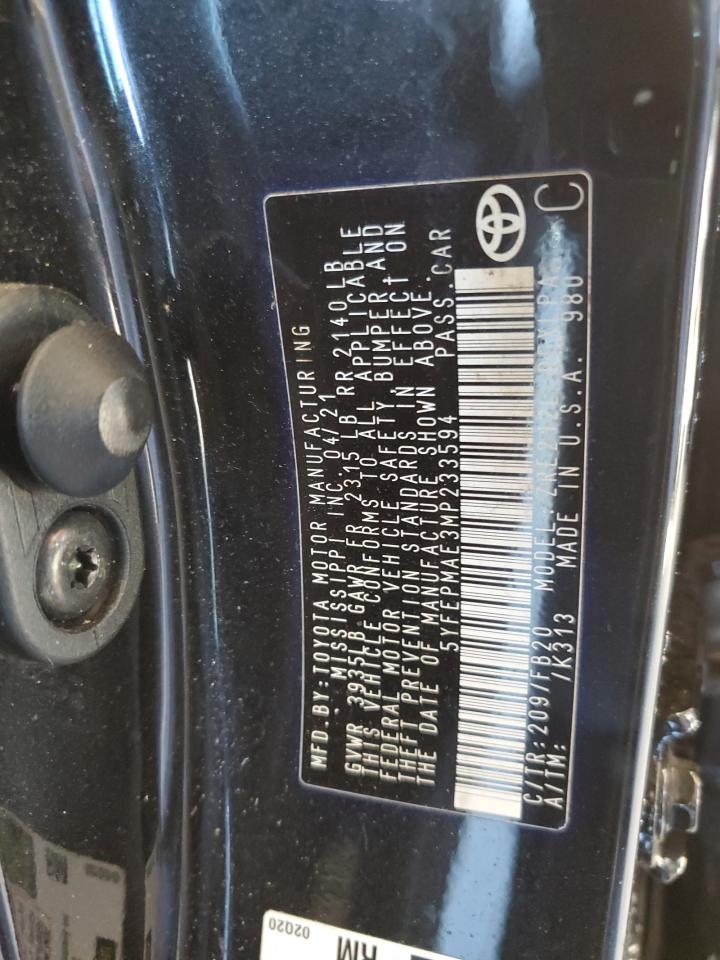 MFD.BY:TOYOTA MOTOR MANUFACTURING
MISSISSIPPI INC 04/21
GVWR 3935LB GAWR FR 2315 LB RR 2140 LB
THIS VEHICLE CONFORMS TO ALL APPLICABLE
FEDERAL MOTOR VEHICLE SAFETY BUMPER AND
THEFT PREVENTION STANDARDS IN EFFECT ON
THE DATE OF MANUFACTURE SHOWN ABOVE.
5YFEPMAE3MP233594 PASS.CAR
C/TR:209/FB20 MODEL:
A/TM: /K313 MADE IN U.S.A. 980 C
02Q20
RM